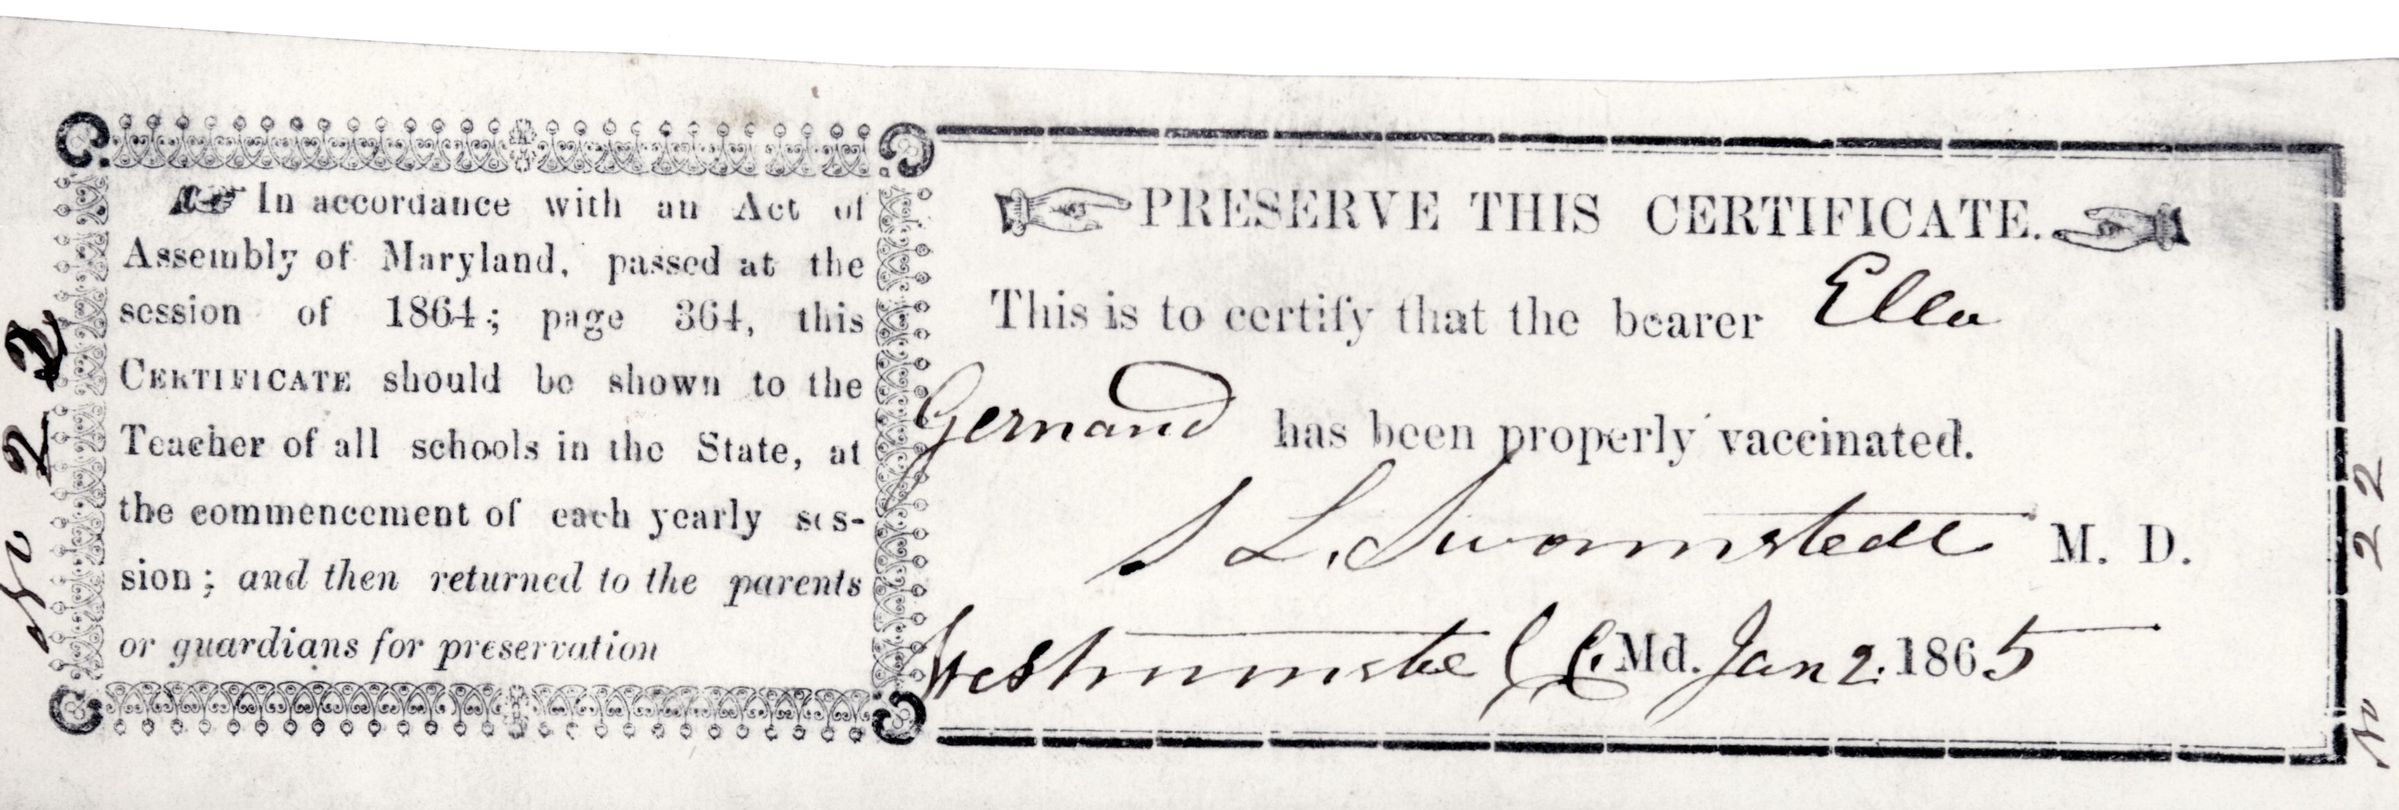 In accordance with an Act of
Assembly of Maryland, passed at the
session of 1864; page 364, this
CERTIFICATE should be shown to the
Teacher of all schools in the State, at
the commencement of each yearly ses-
sion; and then returned to the parents
or guardians for preservation
PRESERVE THIS CERTIFICATE.
This is to certify that the bearer Ella
Gernand has been properly vaccinated.
S L. Swormstedt M. D.
Westminster C C. Md. Jan 2. 1865
No 22
No 22